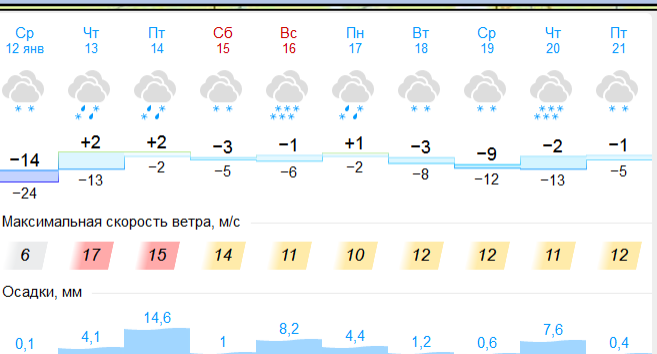 Ср Чт Пт Сб Вс Пн Вт Ср Чт Пт
12 янв 13 14 15 16 17 18 19 20 21
−14 +2 +2 −3 −1 +1 −3 −9 −2 −1
−24 −13 −2 −5 −6 −2 −8 −12 −13 −5
Максимальная скорость ветра, м/с
6 17 15 14 11 10 12 12 11 12
Осадки, мм
0,1 4,1 14,6 1 8,2 4,4 1,2 0,6 7,6 0,4